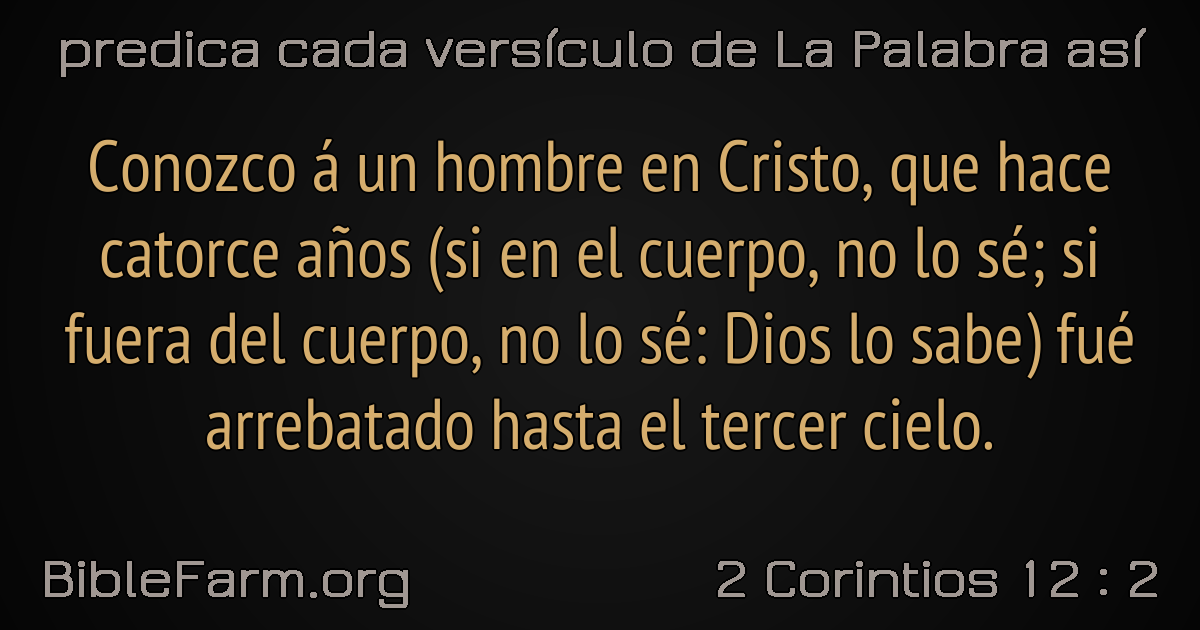 predica cada versículo de La Palabra así
Conozco á un hombre en Cristo, que hace
catorce años (si en el cuerpo, no lo sé; si
fuera del cuerpo, no lo sé: Dios lo sabe) fué
arrebatado hasta el tercer cielo.
BibleFarm.org
2 Corintios 12 : 2